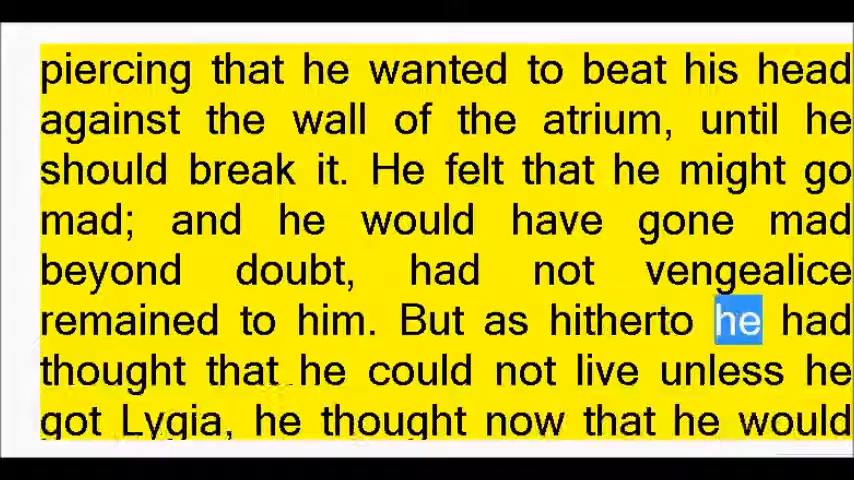 piercing that he wanted to beat his head
against the wall of the atrium, until he
should break it. He felt that he might go
mad; and he would have gone mad
beyond doubt, had not vengealice
remained to him. But as hitherto he had
thought that he could not live unless he
got Lygia, he thought now that he would